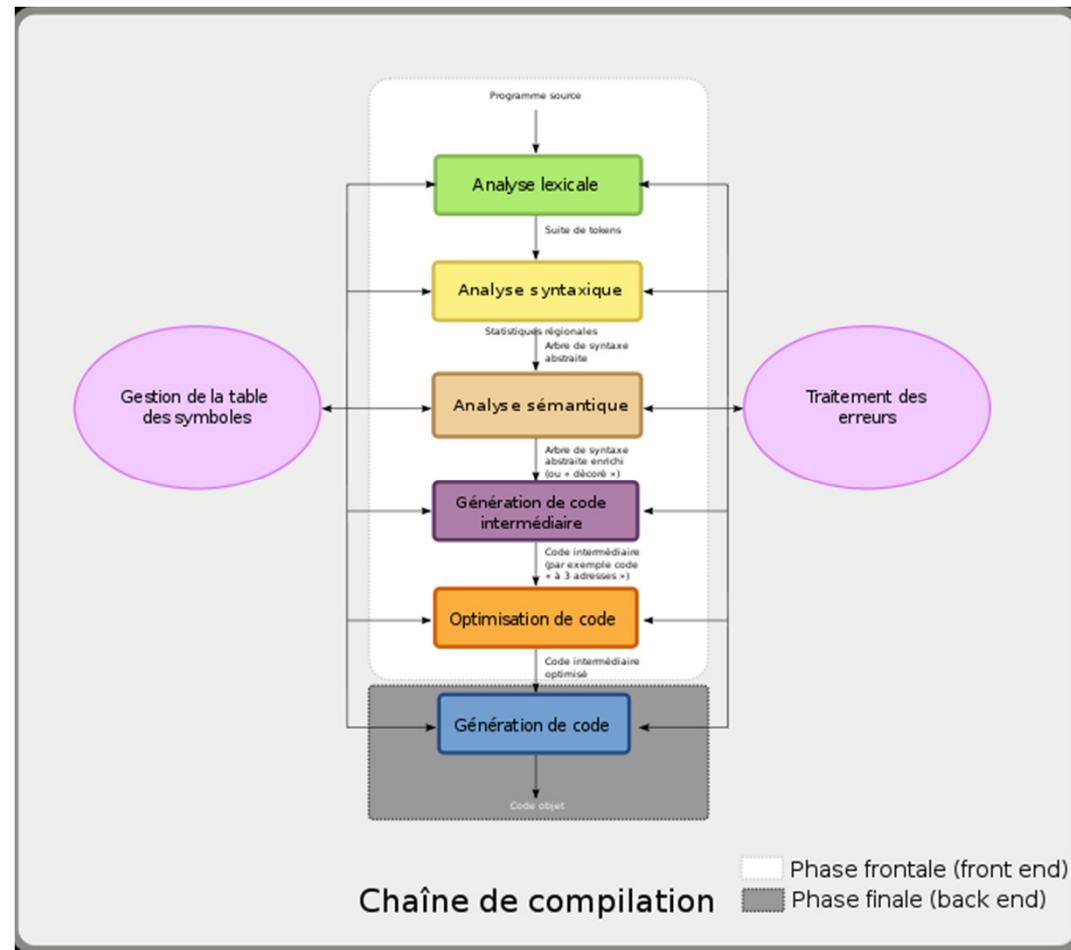 Programme source
Analyse lexicale
Suite de tokens
Analyse syntaxique
Statistiques régionales
Arbre de syntaxe
abstraite
Gestion de la table
des symboles
Analyse sémantique
Traitement des
erreurs
Arbre de syntaxe
abstraite enrichi
(ou « décoré »)
Génération de code
intermédiaire
Code intermédiaire
(par exemple code
« à 3 adresses »)
Optimisation de code
Code intermédiaire
optimisé
Génération de code
Code objet
Chaîne de compilation
Phase frontale (front end)
Phase finale (back end)